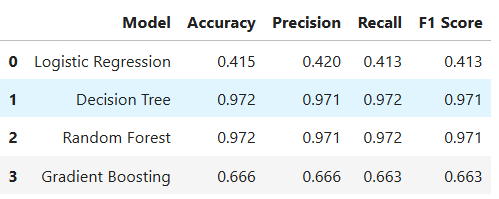 Model Accuracy Precision Recall F1 Score
0 Logistic Regression 0.415 0.420 0.413 0.413
1 Decision Tree 0.972 0.971 0.972 0.971
2 Random Forest 0.972 0.971 0.972 0.971
3 Gradient Boosting 0.666 0.666 0.663 0.663